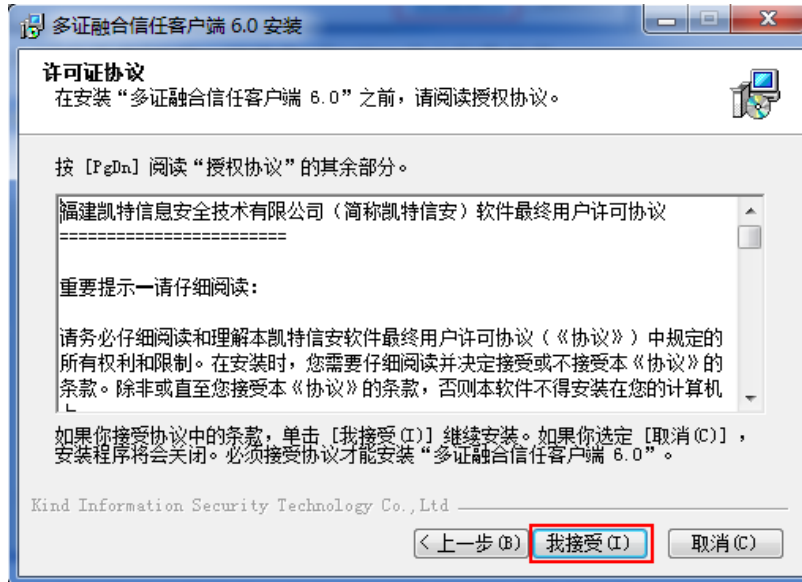 多证融合信任客户端 6.0 安装
许可证协议
在安装“多证融合信任客户端 6.0”之前，请阅读授权协议。
按 [PgDn] 阅读“授权协议”的其余部分。
福建凯特信息安全技术有限公司（简称凯特信安）软件最终用户许可协议
========================
重要提示—请仔细阅读：
请务必仔细阅读和理解本凯特信安软件最终用户许可协议（《协议》）中规定的
所有权利和限制。在安装时，您需要仔细阅读并决定接受或不接受本《协议》的
条款。除非或直至您接受本《协议》的条款，否则本软件不得安装在您的计算机
如果你接受协议中的条款，单击 [我接受(I)] 继续安装。如果你选定 [取消(C)] ，
安装程序将会关闭。必须接受协议才能安装“多证融合信任客户端 6.0”。
Kind Information Security Technology Co.,Ltd
< 上一步(B)
我接受(I)
取消(C)